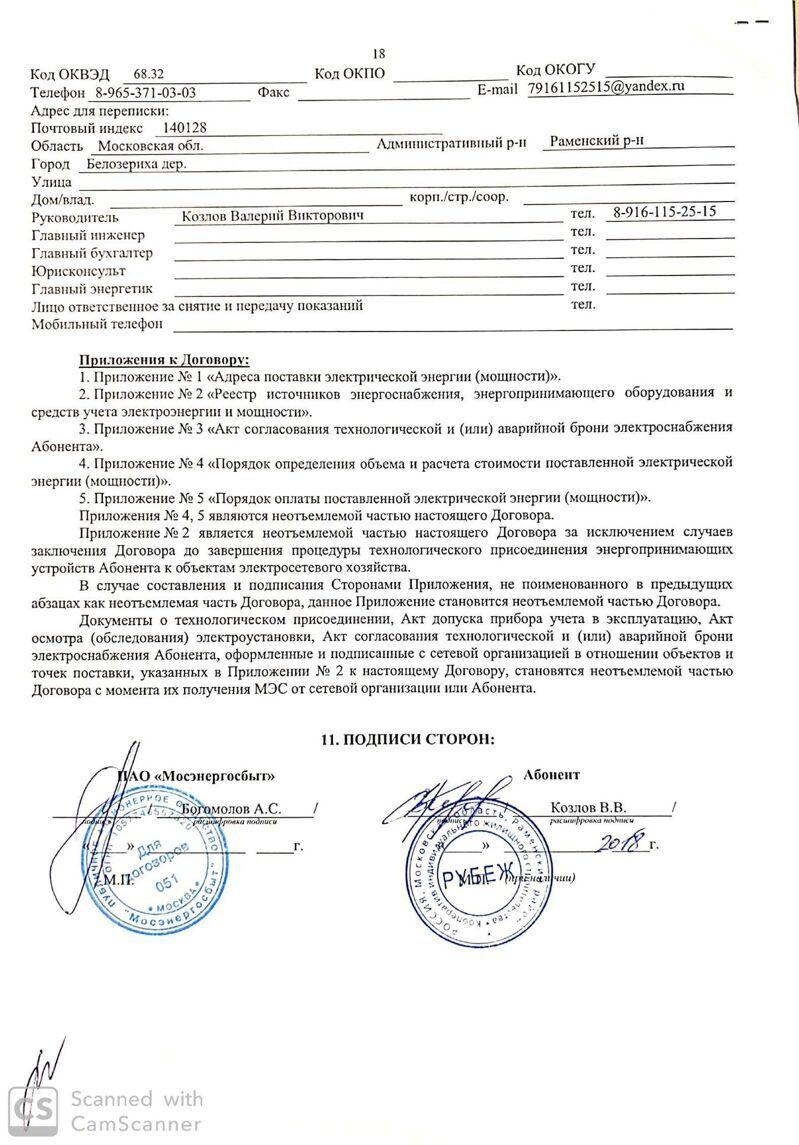 18
Код ОКВЭД 68.32 Код ОКПО Код ОКОГУ
Телефон 8-965-371-03-03 Факс E-mail 79161152515@yandex.ru
Адрес для переписки:
Почтовый индекс 140128
Область Московская обл. Административный р-н Раменский р-н
Город Белозериха дер.
Улица
Дом/влад. корп./стр./соор.
Руководитель Козлов Валерий Викторович тел. 8-916-115-25-15
Главный инженер тел.
Главный бухгалтер тел.
Юрисконсульт тел.
Главный энергетик тел.
Лицо ответственное за снятие и передачу показаний тел.
Мобильный телефон
Приложения к Договору:
1. Приложение № 1 «Адреса поставки электрической энергии (мощности)».
2. Приложение № 2 «Реестр источников энергоснабжения, энергопринимающего оборудования и
средств учета электроэнергии и мощности».
3. Приложение № 3 «Акт согласования технологической и (или) аварийной брони электроснабжения
Абонента».
4. Приложение № 4 «Порядок определения объема и расчета стоимости поставленной электрической
энергии (мощности)».
5. Приложение № 5 «Порядок оплаты поставленной электрической энергии (мощности)».
Приложения № 4, 5 являются неотъемлемой частью настоящего Договора.
Приложение № 2 является неотъемлемой частью настоящего Договора за исключением случаев
заключения Договора до завершения процедуры технологического присоединения энергопринимающих
устройств Абонента к объектам электросетевого хозяйства.
В случае составления и подписания Сторонами Приложения, не поименованного в предыдущих
абзацах как неотъемлемая часть Договора, данное Приложение становится неотъемлемой частью Договора.
Документы о технологическом присоединении, Акт допуска прибора учета в эксплуатацию, Акт
осмотра (обследования) электроустановки, Акт согласования технологической и (или) аварийной брони
электроснабжения Абонента, оформленные и подписанные с сетевой организацией в отношении объектов и
точек поставки, указанных в Приложении № 2 к настоящему Договору, становятся неотъемлемой частью
Договора с момента их получения МЭС от сетевой организации или Абонента.
11. ПОДПИСИ СТОРОН:
ПАО «Мосэнергосбыт» Абонент
Богомолов А.С. / / Козлов В.В. /
подпись расшифровка подписи подпись расшифровка подписи
« » г. « » 2018 г.
М.П. М.П. (при наличии)
Для
договоров
051
* МОСКВА *
"Мосэнергосбыт"
РОССИЯ, Московская область, Раменский район
Кооператив индивидуального жилищного строительства
РУБЕЖ
CS Scanned with
CamScanner